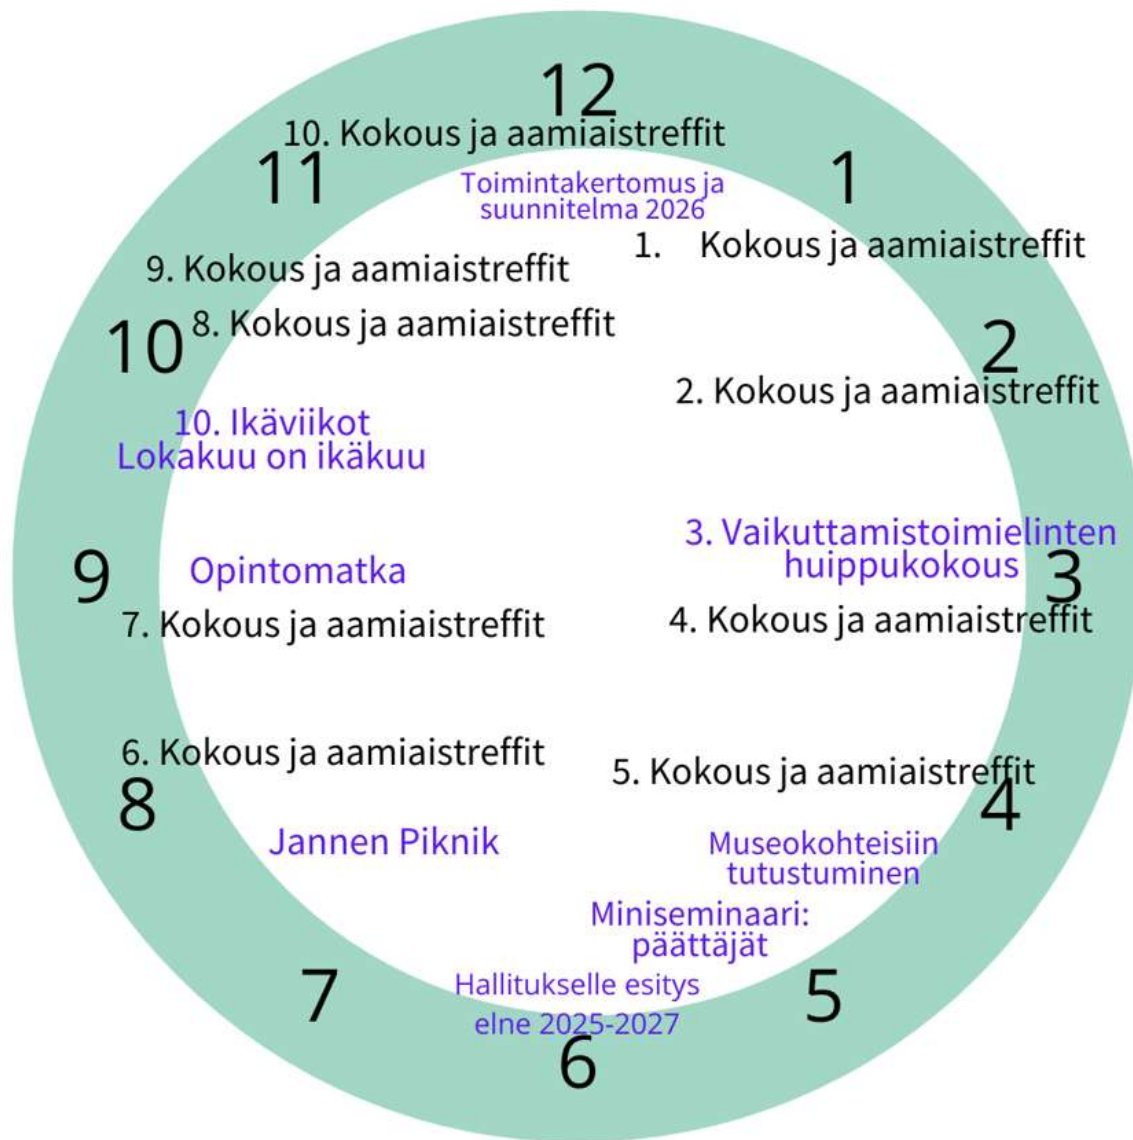 12
10. Kokous ja aamiaistreffit
11
1
Toimintakertomus ja
suunnitelma 2026
1. Kokous ja aamiaistreffit
9. Kokous ja aamiaistreffit
8. Kokous ja aamiaistreffit
10
2
2. Kokous ja aamiaistreffit
10. Ikäviikot
Lokakuu on ikäkuu
3. Vaikuttamistoimielinten
huippukokous
3
9
Opintomatka
7. Kokous ja aamiaistreffit
4. Kokous ja aamiaistreffit
6. Kokous ja aamiaistreffit
5. Kokous ja aamiaistreffit
8
4
Jannen Piknik
Museokohteisiin
tutustuminen
Miniseminaari:
päättäjät
7
5
Hallitukselle esitys
elne 2025-2027
6